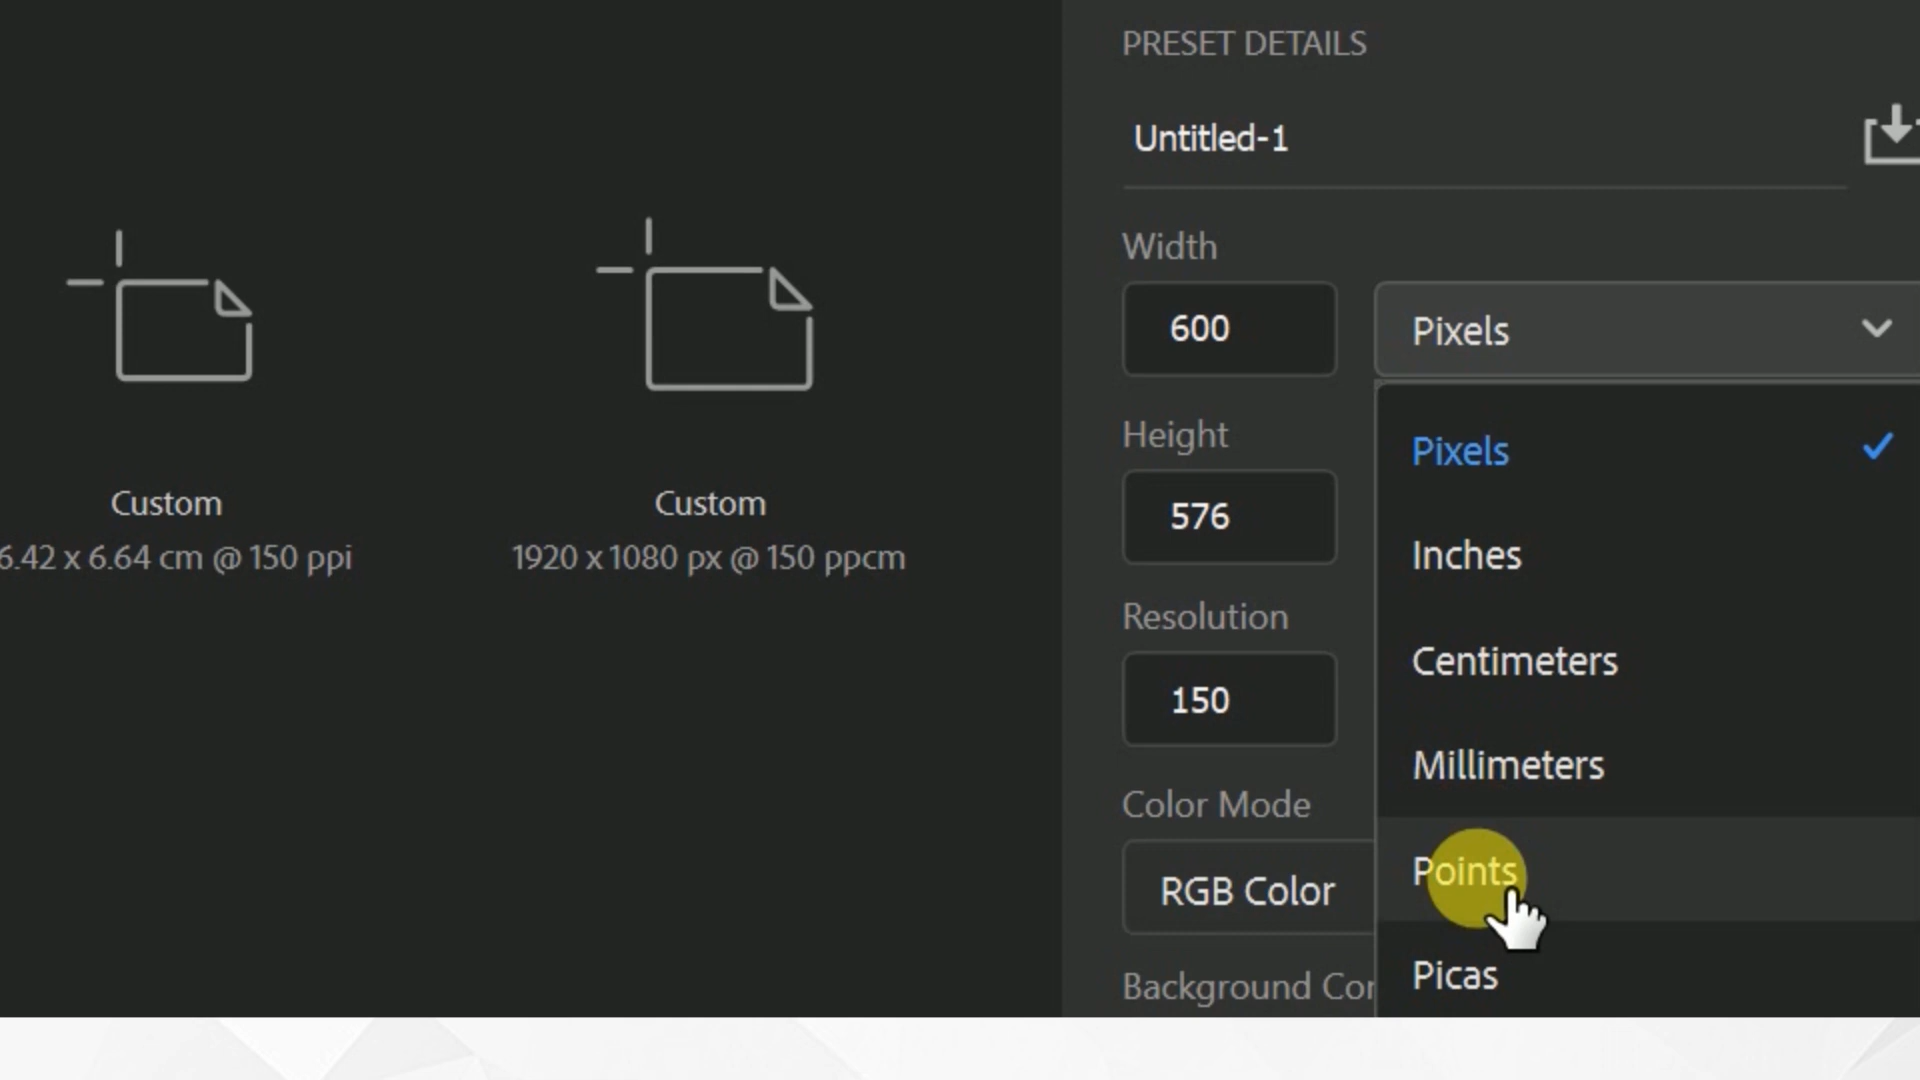 PRESET DETAILS
Untitled-1
Width
600
Pixels
Height
576
Pixels
Inches
Centimeters
Millimeters
Points
Picas
Resolution
150
Color Mode
RGB Color
Background Con
Custom
6.42 x 6.64 cm @ 150 ppi
Custom
1920 x 1080 px @ 150 ppcm